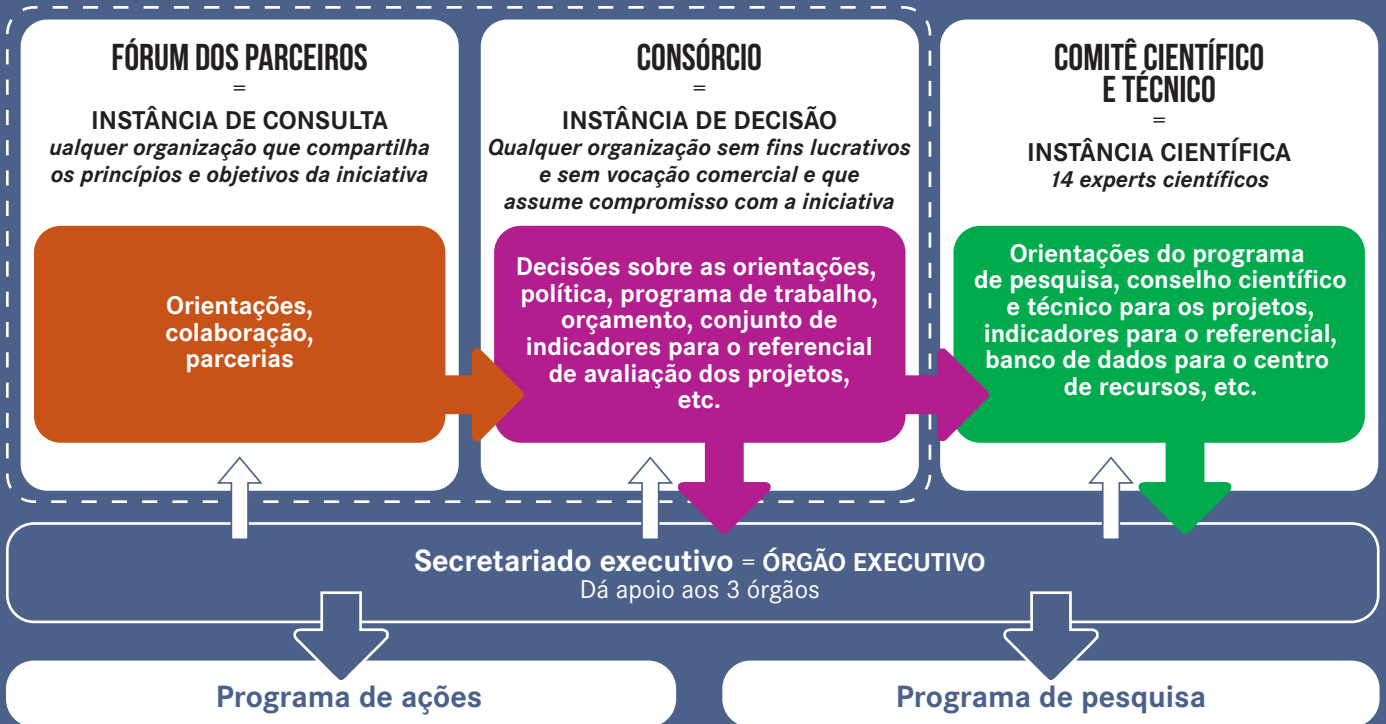 FÓRUM DOS PARCEIROS
=
INSTÂNCIA DE CONSULTA
ualquer organização que compartilha
os princípios e objetivos da iniciativa
Orientações,
colaboração,
parcerias
CONSÓRCIO
=
INSTÂNCIA DE DECISÃO
Qualquer organização sem fins lucrativos
e sem vocação comercial e que
assume compromisso com a iniciativa
Decisões sobre as orientações,
política, programa de trabalho,
orçamento, conjunto de
indicadores para o referencial
de avaliação dos projetos,
etc.
COMITÊ CIENTÍFICO
E TÉCNICO
=
INSTÂNCIA CIENTÍFICA
14 experts científicos
Orientações do programa
de pesquisa, conselho científico
e técnico para os projetos,
indicadores para o referencial,
banco de dados para o centro
de recursos, etc.
Secretariado executivo = ÓRGÃO EXECUTIVO
Dá apoio aos 3 órgãos
Programa de ações
Programa de pesquisa